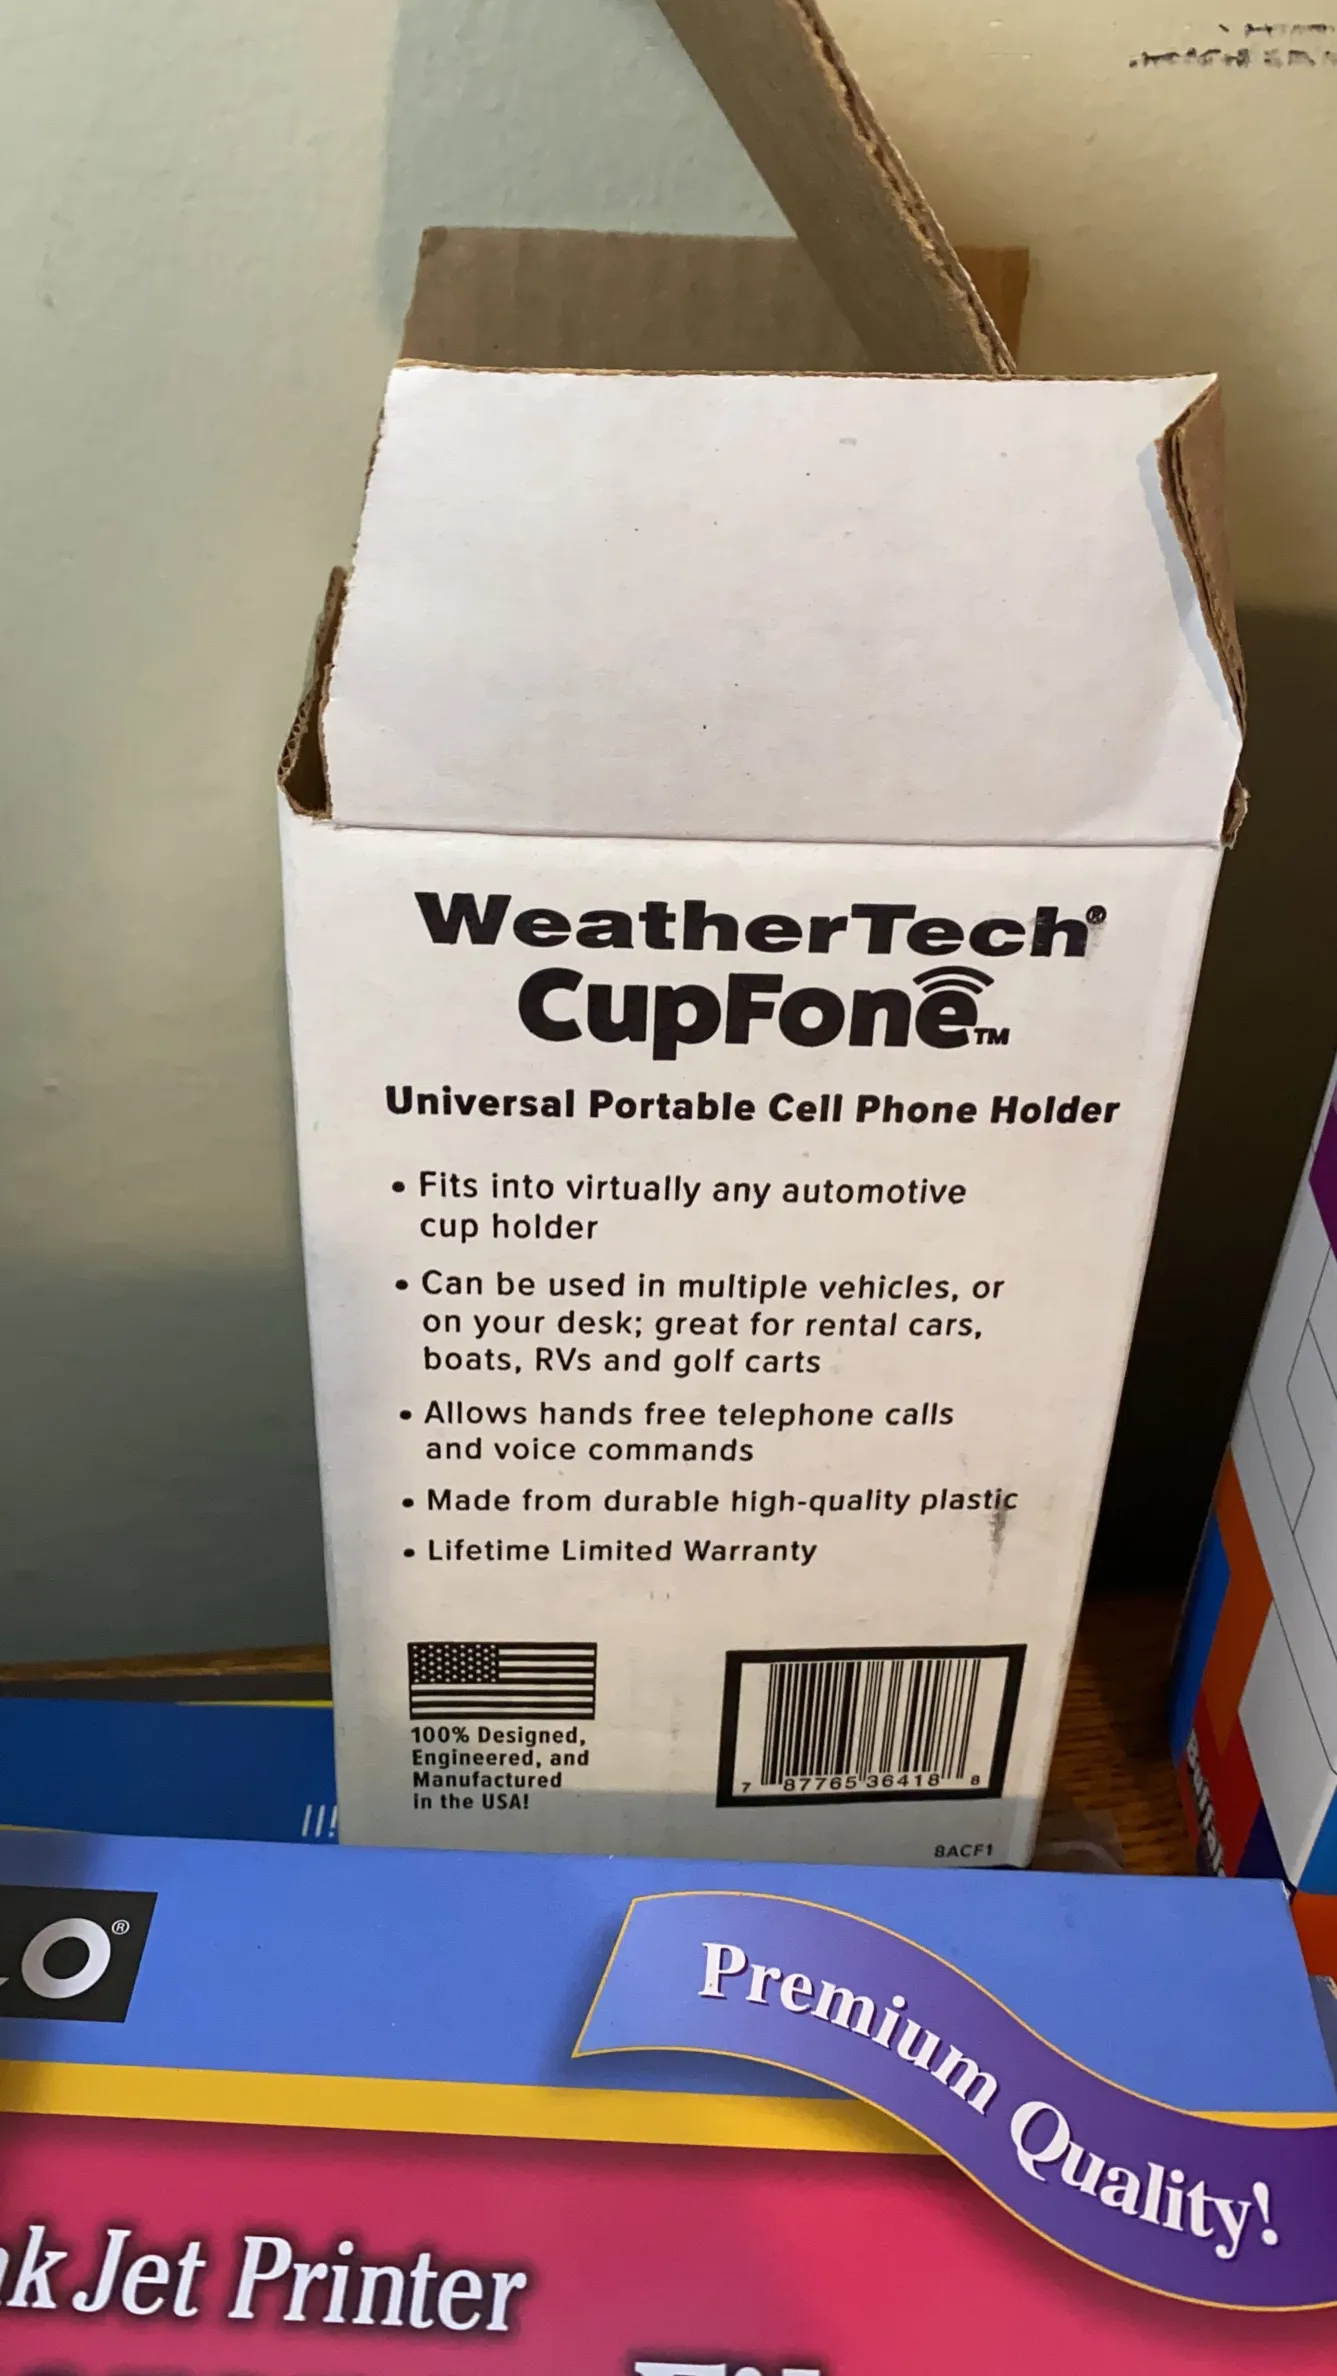 WeatherTech®
CupFone™
Universal Portable Cell Phone Holder
• Fits into virtually any automotive
cup holder
• Can be used in multiple vehicles, or
on your desk; great for rental cars,
boats, RVs and golf carts
• Allows hands free telephone calls
and voice commands
• Made from durable high-quality plastic
• Lifetime Limited Warranty
100% Designed,
Engineered, and
Manufactured
in the USA!
7 87765 36418 8
8ACF1
O®
Premium Quality!
k Jet Printer